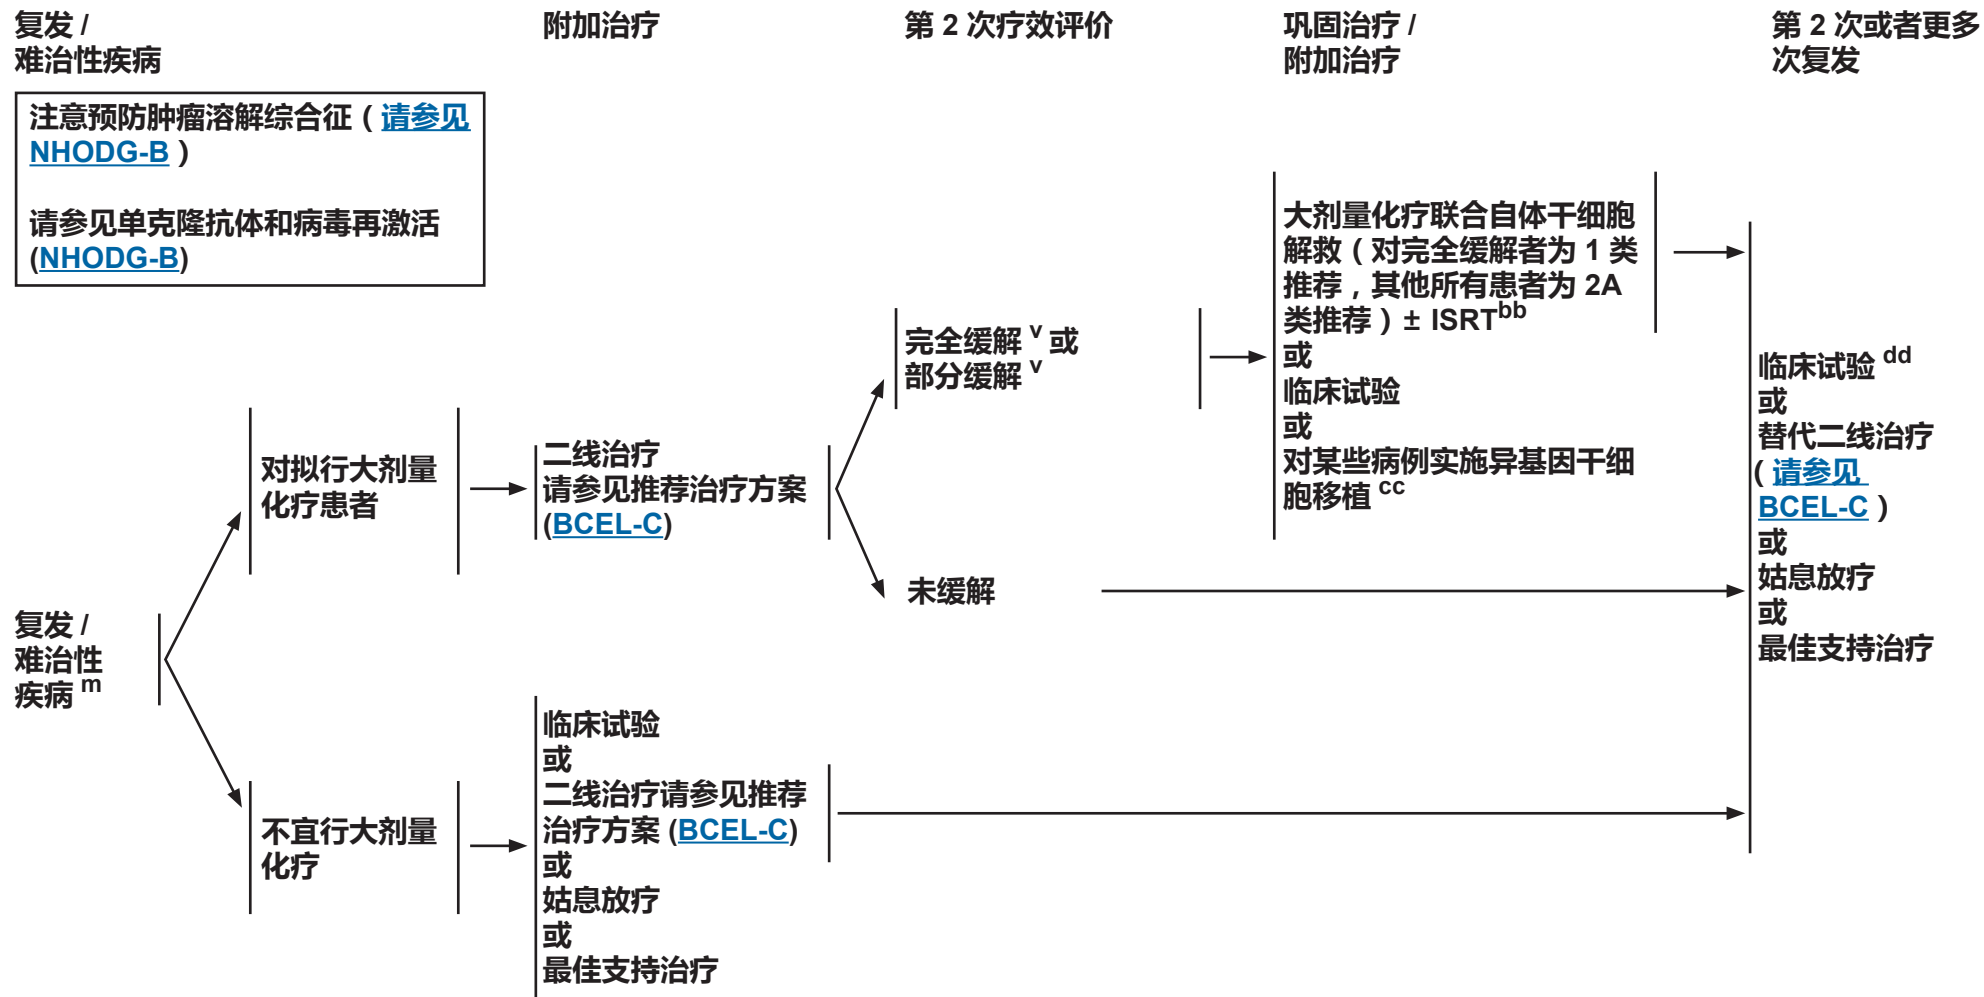 复发 /
难治性疾病
附加治疗
第 2 次疗效评价
巩固治疗 /
附加治疗
第 2 次或者更多
次复发
注意预防肿瘤溶解综合征（请参见
NHODG-B）
请参见单克隆抗体和病毒再激活
(NHODG-B)
复发 /
难治性
疾病 m
对拟行大剂量
化疗患者
二线治疗
请参见推荐治疗方案
(BCEL-C)
完全缓解 v 或
部分缓解 v
大剂量化疗联合自体干细胞
解救（对完全缓解者为 1 类
推荐，其他所有患者为 2A
类推荐）± ISRTbb
或
临床试验
或
对某些病例实施异基因干细
胞移植 cc
未缓解
不宜行大剂量
化疗
临床试验
或
二线治疗请参见推荐
治疗方案 (BCEL-C)
或
姑息放疗
或
最佳支持治疗
临床试验 dd
或
替代二线治疗
（请参见
BCEL-C）
或
姑息放疗
或
最佳支持治疗